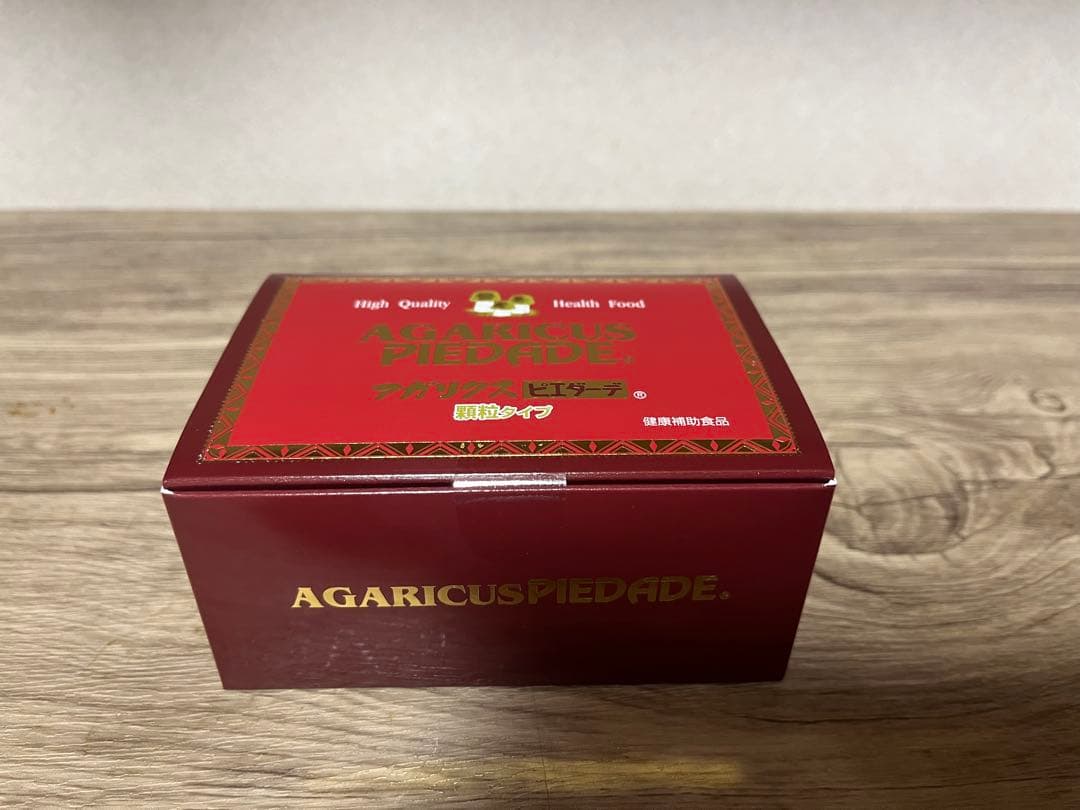 High Quality Health Food
AGARICUS
PIEDADE®
アガリクス ピエダーデ®
顆粒タイプ
健康補助食品
AGARICUSPIEDADE®